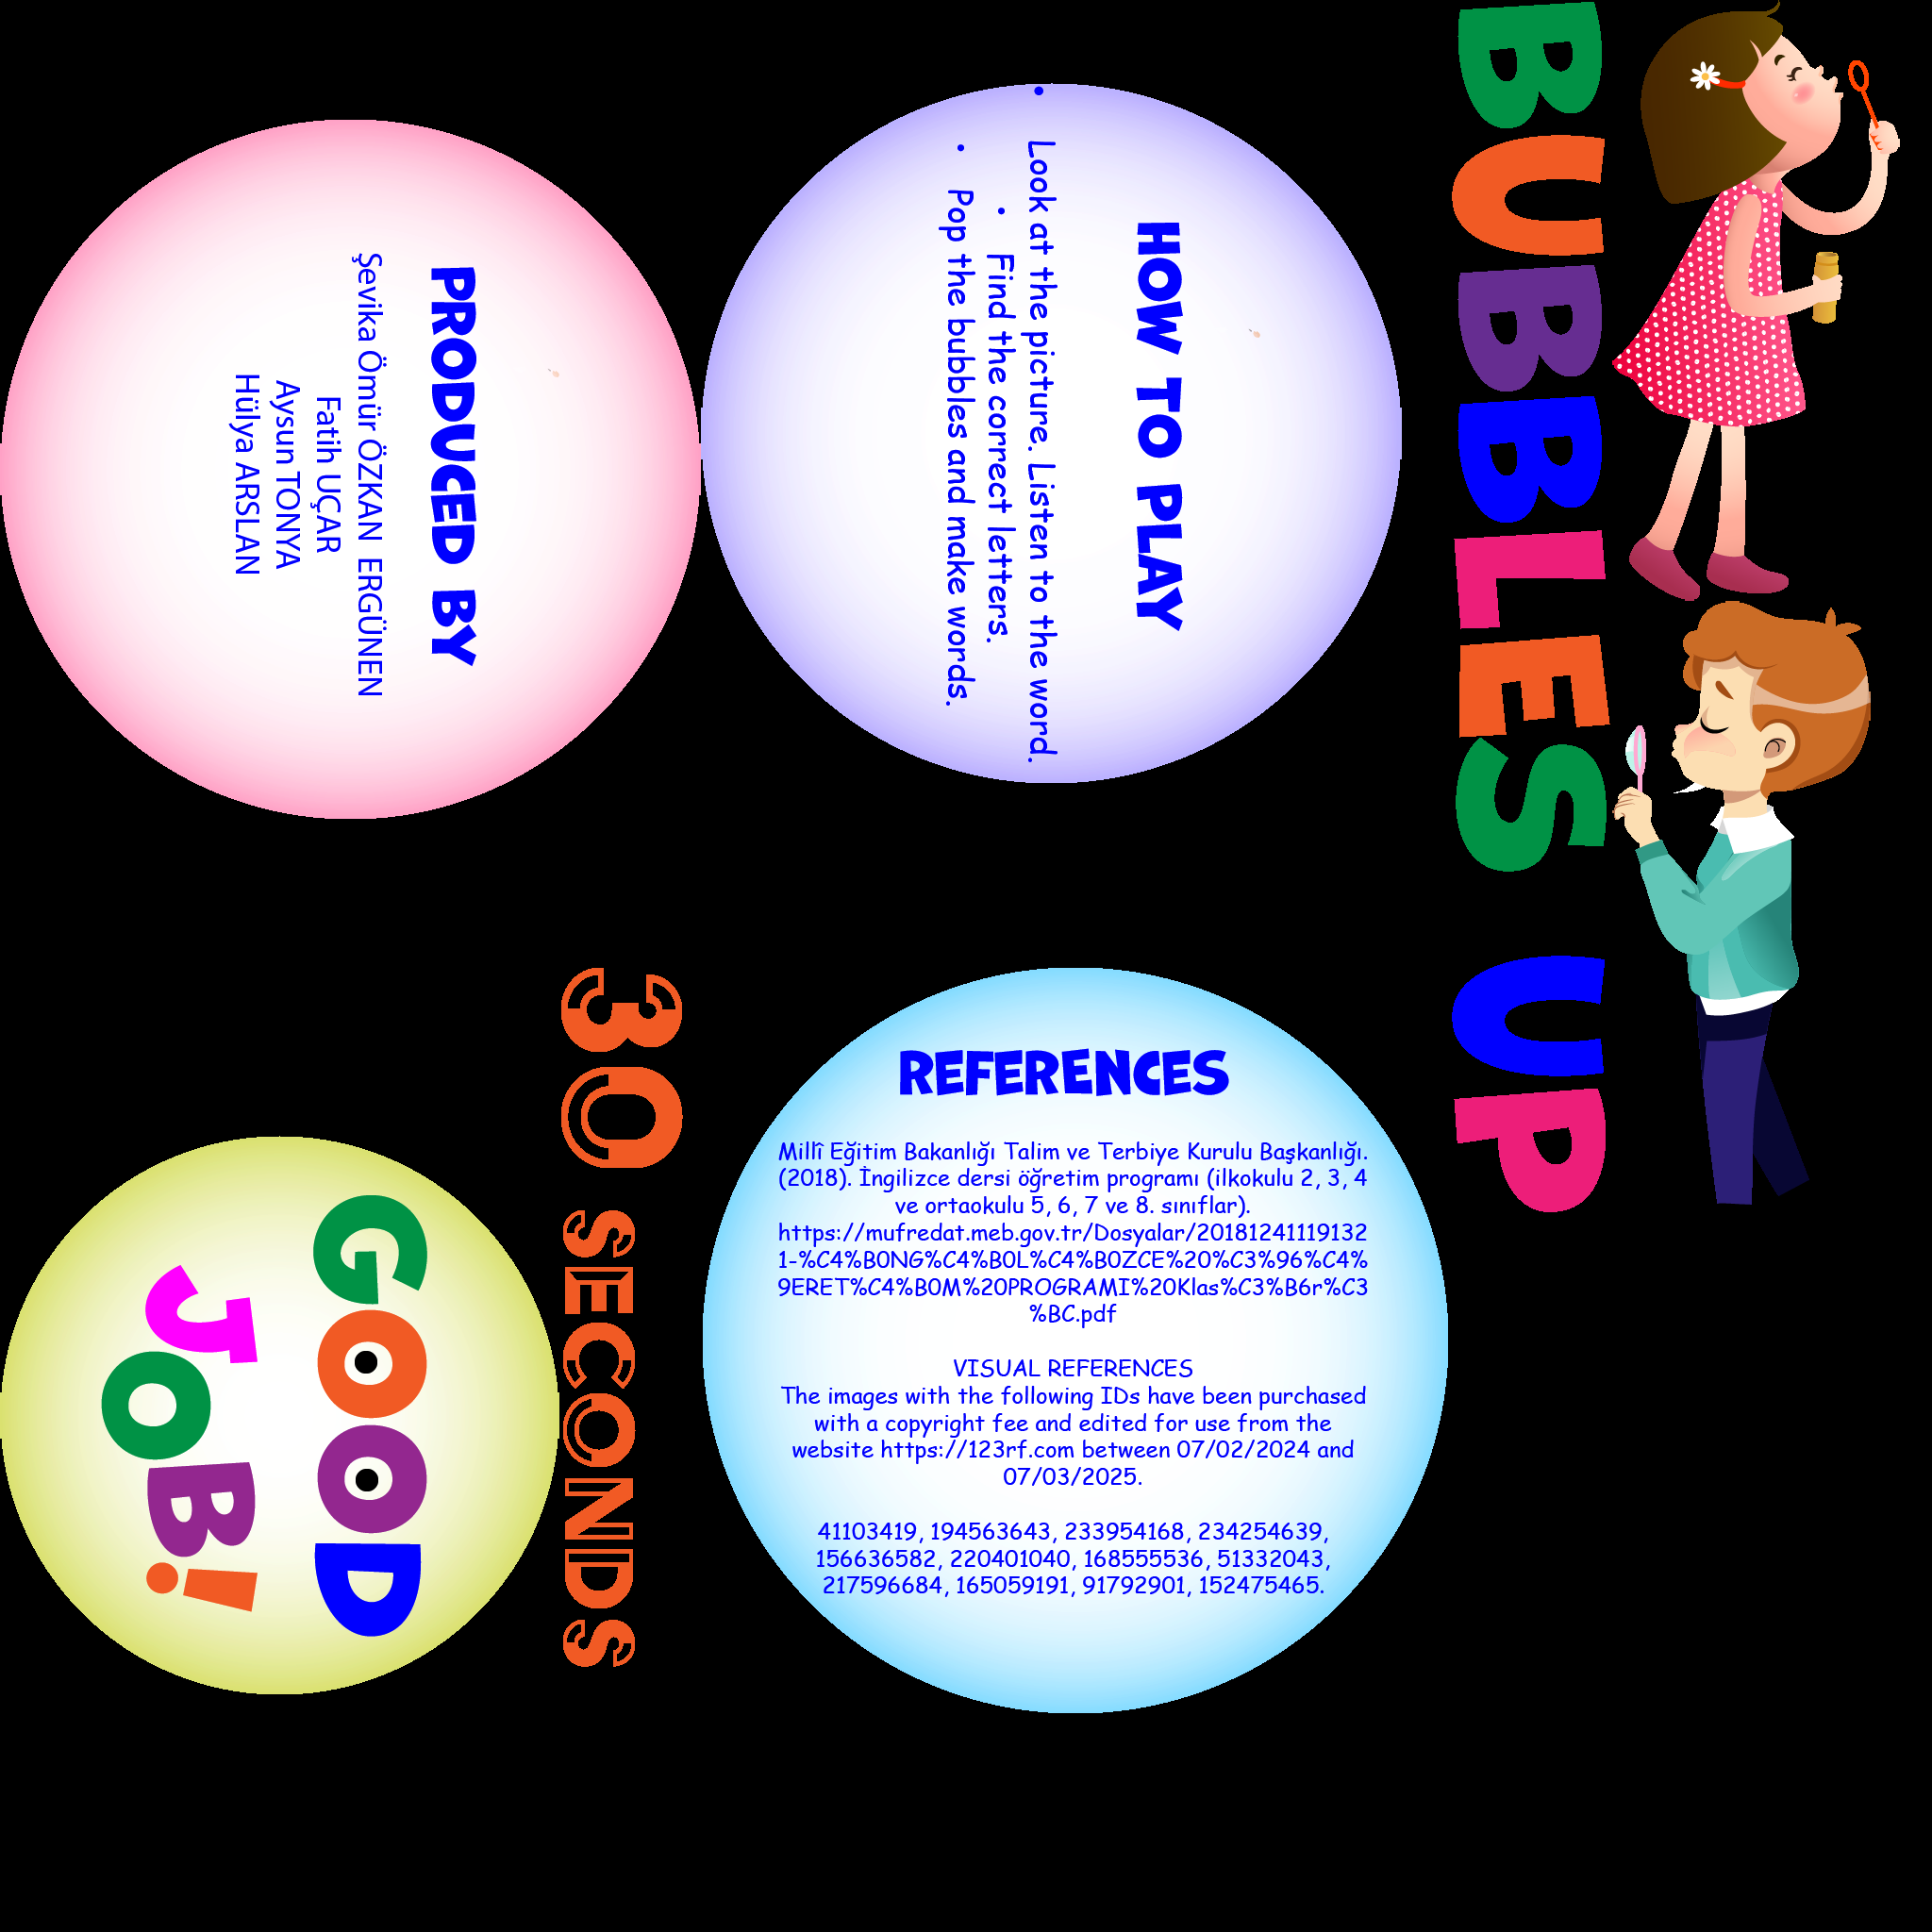 BUBBLES UP
HOW TO PLAY
• Look at the picture. Listen to the word.
• Find the correct letters.
• Pop the bubbles and make words.
PRODUCED BY
Şevika Ömür ÖZKAN ERGÜNEN
Fatih UÇAR
Aysun TONYA
Hülya ARSLAN
30 SECONDS
GOOD
JOB!
REFERENCES
Millî Eğitim Bakanlığı Talim ve Terbiye Kurulu Başkanlığı.
(2018). İngilizce dersi öğretim programı (ilkokulu 2, 3, 4
ve ortaokulu 5, 6, 7 ve 8. sınıflar).
https://mufredat.meb.gov.tr/Dosyalar/20181241119132
1-%C4%B0NG%C4%B0L%C4%B0ZCE%20%C3%96%C4%
9ERET%C4%B0M%20PROGRAMI%20Klas%C3%B6r%C3
%BC.pdf
VISUAL REFERENCES
The images with the following IDs have been purchased
with a copyright fee and edited for use from the
website https://123rf.com between 07/02/2024 and
07/03/2025.
41103419, 194563643, 233954168, 234254639,
156636582, 220401040, 168555536, 51332043,
217596684, 165059191, 91792901, 152475465.